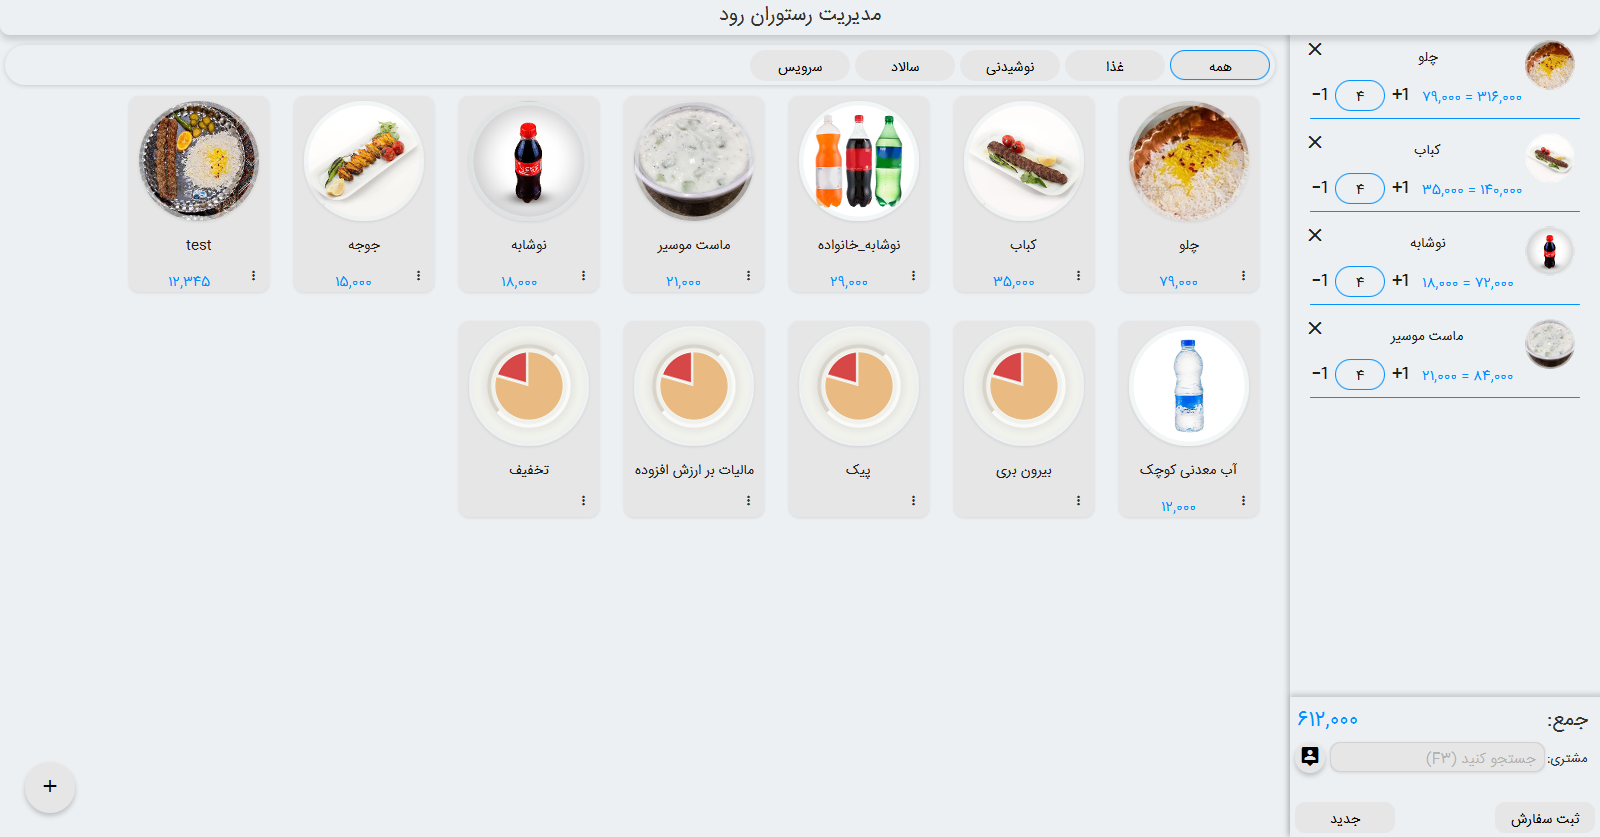 مدیریت رستوران رود
همه
غذا
نوشیدنی
سالاد
سرویس
چلو
۷۹,۰۰۰
کباب
۳۵,۰۰۰
نوشابه_خانواده
۲۹,۰۰۰
ماست موسیر
۲۱,۰۰۰
نوشابه
۱۸,۰۰۰
جوجه
۱۵,۰۰۰
test
۱۲,۳۴۵
آب معدنی کوچک
۱۲,۰۰۰
بیرون بری
پیک
مالیات بر ارزش افزوده
تخفیف
+
چلو
-1 ۴ +1 ۷۹,۰۰۰ = ۳۱۶,۰۰۰
کباب
-1 ۴ +1 ۳۵,۰۰۰ = ۱۴۰,۰۰۰
نوشابه
-1 ۴ +1 ۱۸,۰۰۰ = ۷۲,۰۰۰
ماست موسیر
-1 ۴ +1 ۲۱,۰۰۰ = ۸۴,۰۰۰
جمع: ۶۱۲,۰۰۰
مشتری: جستجو کنید (F۳)
ثبت سفارش
جدید